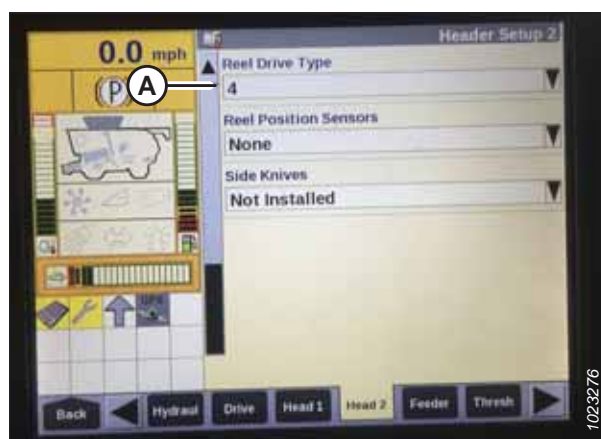 0.0 mph
Header Setup 2
Reel Drive Type
(P)
A
4
Reel Position Sensors
None
Side Knives
Not Installed
GPS
Back
Hydraul
Drive
Head 1
Head 2
Feeder
Thresh
1023276